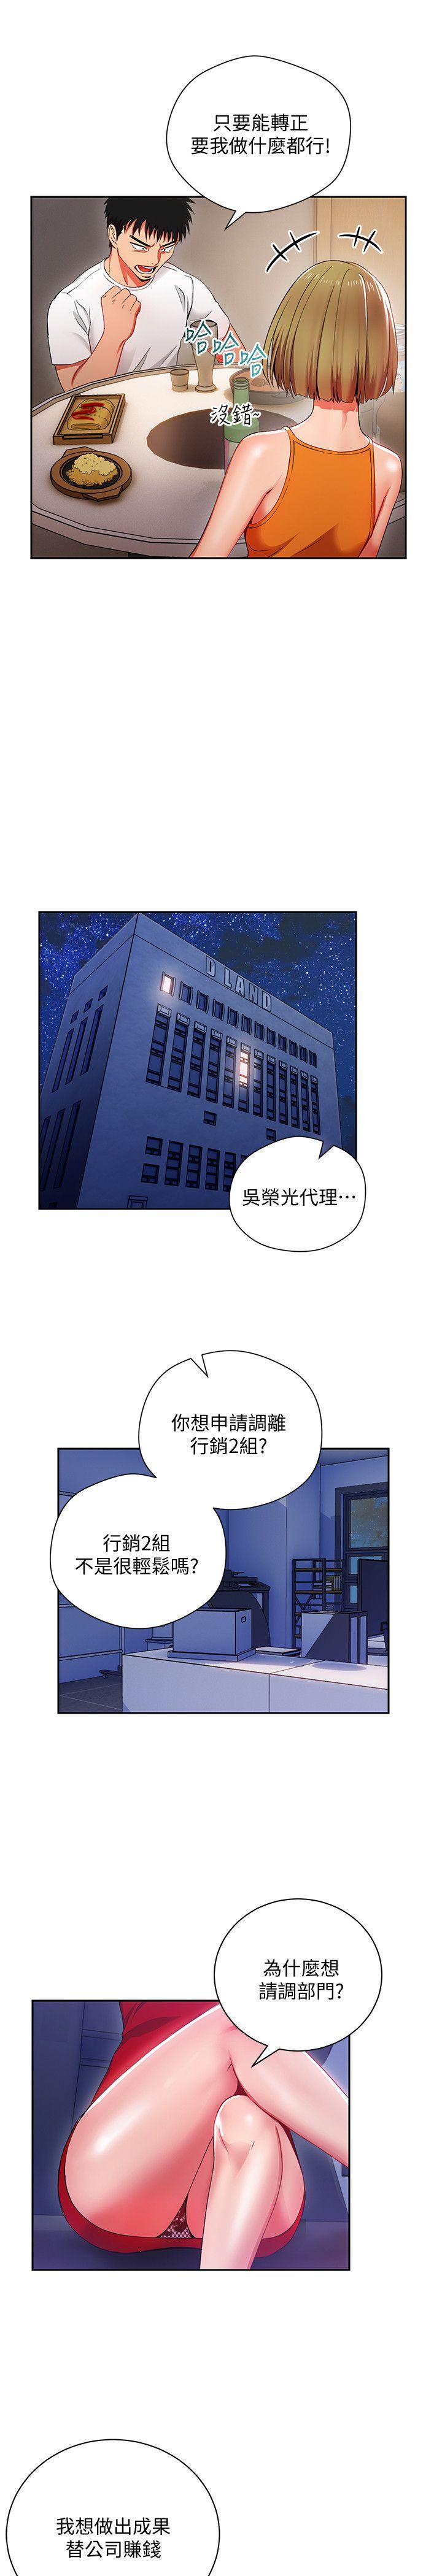 只要能轉正
要我做什麼都行!
哈哈哈哈
沒錯~
D LAND
吳榮光代理…
你想申請調離
行銷2組?
行銷2組
不是很輕鬆嗎?
為什麼想
請調部門?
我想做出成果
替公司賺錢